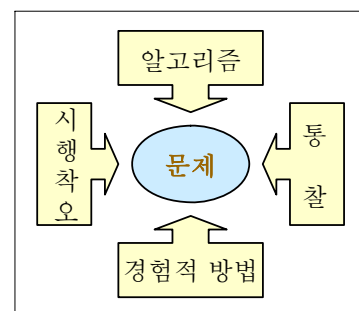 알고리즘
시행착오
문제
통찰
경험적 방법